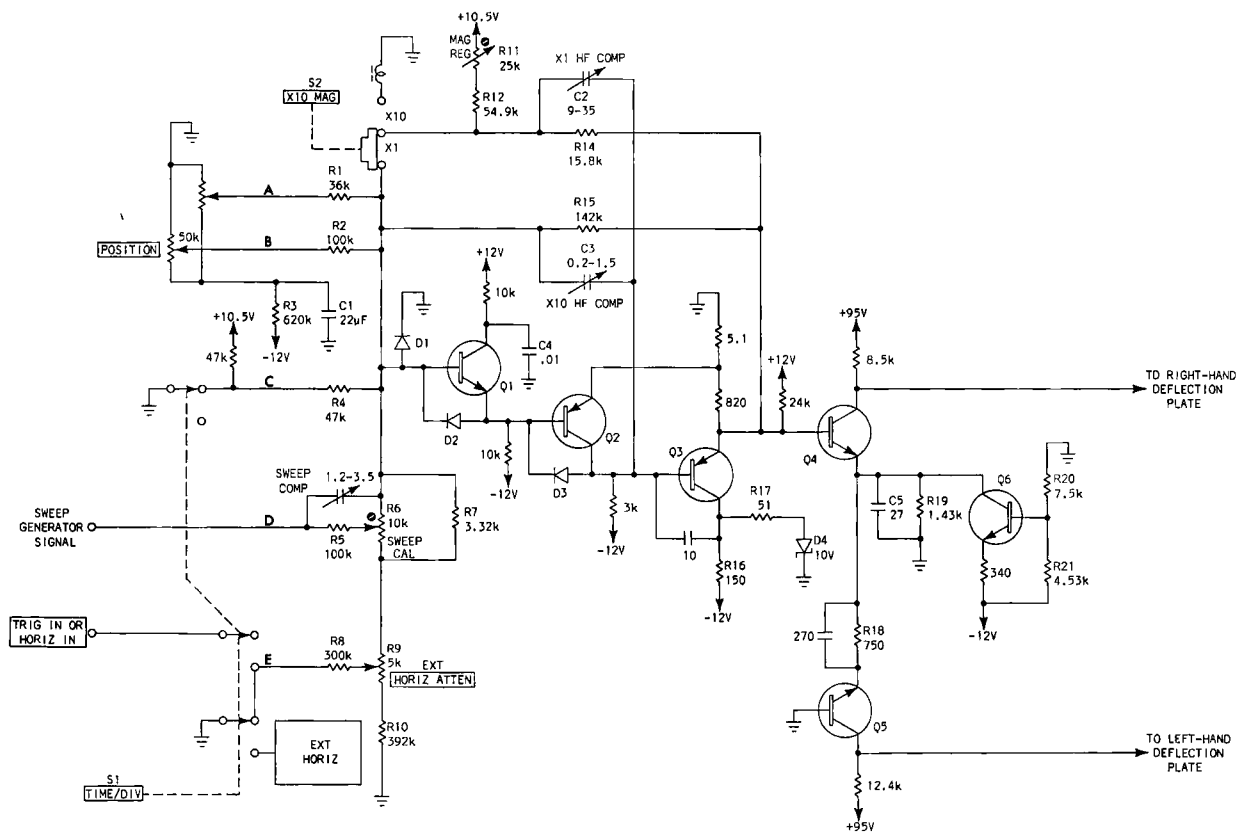 +10.5V
MAG
REG
R11
25k
X1 HF COMP
C2
9-35
S2
X10 MAG
R12
54.9k
X10
X1
R14
15.8k
R1
36k
A
R15
142k
50k
POSITION
B
R2
100k
C3
0.2-1.5
X10 HF COMP
+12V
10k
R3
620k
C1
22μF
-12V
+10.5V
47k
D1
C4
.01
5.1
+95V
8.5k
+12V
24k
TO RIGHT-HAND
DEFLECTION
PLATE
C
R4
47k
Q1
D2
Q2
820
Q3
Q4
10k
-12V
D3
SWEEP
COMP
1.2-3.5
3k
-12V
R17
51
C5
27
R19
1.43k
Q6
R20
7.5k
SWEEP
GENERATOR
SIGNAL
D
R5
100k
R6
10k
SWEEP
CAL
R7
3.32k
10
D4
10V
R16
150
-12V
340
R21
4.53k
-12V
TRIG IN OR
HORIZ IN
E
R8
300k
R9
5k
EXT
HORIZ ATTEN
270
R18
750
R10
392k
EXT
HORIZ
Q5
TO LEFT-HAND
DEFLECTION
PLATE
S1
TIME/DIV
12.4k
+95V